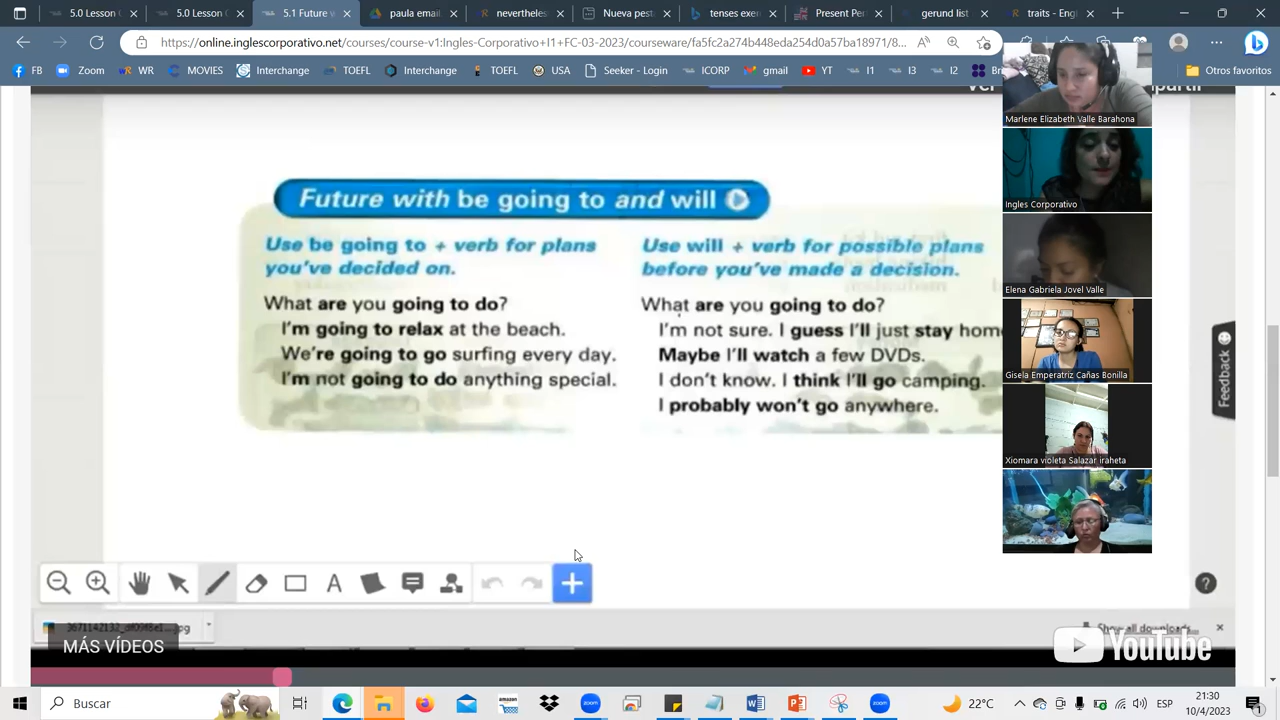 5.0 Lesson
5.0 Lesson (
5.1 Future v
paula email
nevertheles
Nueva pest
tenses exer
Present Per
gerund list
traits - Eng
https://online.inglescorporativo.net/courses/course-v1:Ingles-Corporativo+I1+FC-03-2023/courseware/fa5fc2a274b448eda254d0a57ba18971/8...
FB
Zoom
WR
MOVIES
Interchange
TOEFL
Interchange
TOEFL
USA
Seeker - Login
ICORP
gmail
YT
I1
I3
I2
Bri
Otros favoritos
Marlene Elizabeth Valle Barahona
Ingles Corporativo
Elena Gabriela Jovel Valle
Gisela Emperatriz Cañas Bonilla
Xiomara violeta Salazar iraheta
Future with be going to and will
Use be going to + verb for plans
you've decided on.
What are you going to do?
I'm going to relax at the beach.
We're going to go surfing every day.
I'm not going to do anything special.
Use will + verb for possible plans
before you've made a decision.
What are you going to do?
I'm not sure. I guess I'll just stay home
Maybe I'll watch a few DVDs.
I don't know. I think I'll go camping.
I probably won't go anywhere.
Feedback
A
Show all downloads...
MÁS VÍDEOS
YouTube
Buscar
22°C
ESP
21:30
10/4/2023